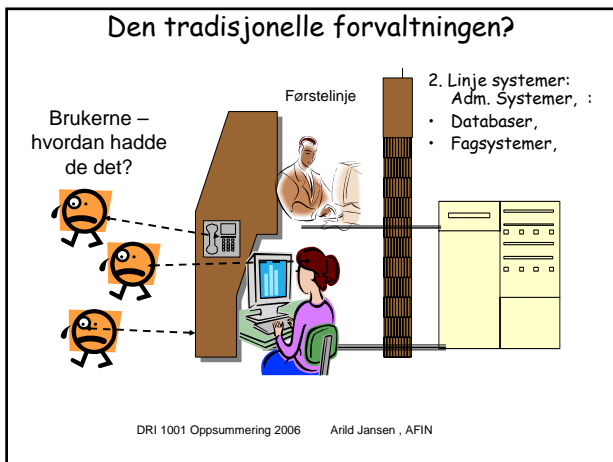 Den tradisjonelle forvaltningen?
Brukerne –
hvordan hadde
de det?
Førstelinje
2. Linje systemer:
Adm. Systemer, :
• Databaser,
• Fagsystemer,
DRI 1001 Oppsummering 2006 Arild Jansen , AFIN